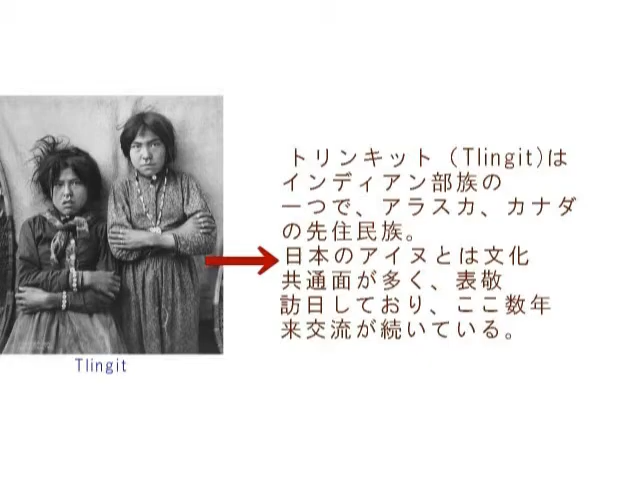 トリンキット（Tlingit)は
インディアン部族の
一つで、アラスカ、カナダ
の先住民族。
日本のアイヌとは文化
共通面が多く、表敬
訪日しており、ここ数年
来交流が続いている。
Tlingit